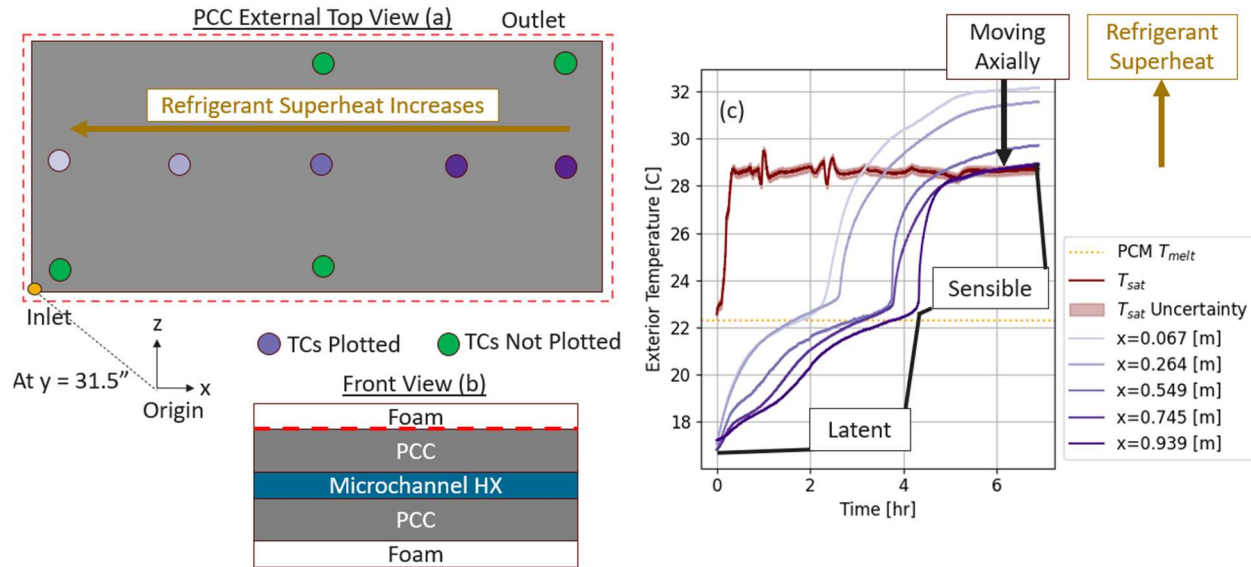 PCC External Top View (a)
Outlet
Refrigerant Superheat Increases
Inlet
z
x
At y = 31.5”
Origin
TCs Plotted
TCs Not Plotted
Front View (b)
Foam
PCC
Microchannel HX
PCC
Foam
Moving
Axially
Refrigerant
Superheat
(c)
Exterior Temperature [C]
32
30
28
26
24
22
20
18
Sensible
Latent
0
2
4
6
Time [hr]
PCM T_melt
T_sat
T_sat Uncertainty
x=0.067 [m]
x=0.264 [m]
x=0.549 [m]
x=0.745 [m]
x=0.939 [m]